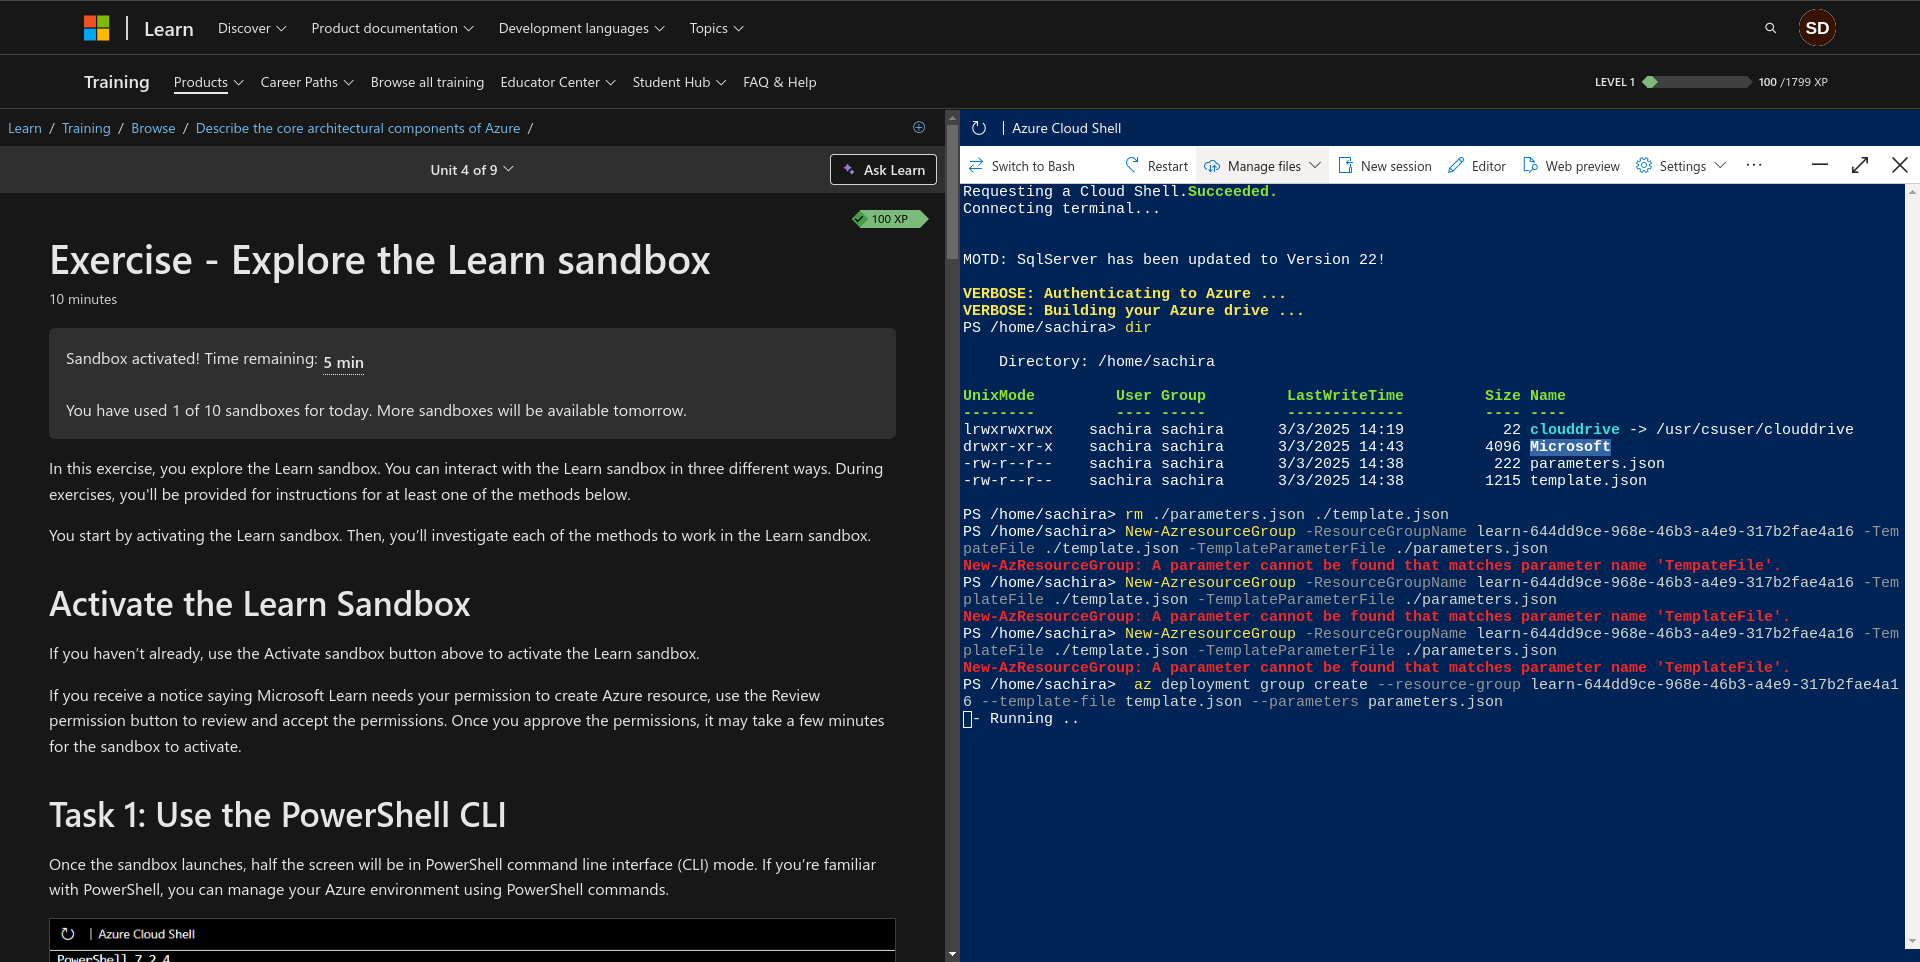 Learn Discover Product documentation Development languages Topics SD
Training Products Career Paths Browse all training Educator Center Student Hub FAQ & Help LEVEL 1 100 /1799 XP
Learn / Training / Browse / Describe the core architectural components of Azure /
Unit 4 of 9 Ask Learn
100 XP
Exercise - Explore the Learn sandbox
10 minutes
Sandbox activated! Time remaining: 5 min
You have used 1 of 10 sandboxes for today. More sandboxes will be available tomorrow.
In this exercise, you explore the Learn sandbox. You can interact with the Learn sandbox in three different ways. During
exercises, you'll be provided for instructions for at least one of the methods below.
You start by activating the Learn sandbox. Then, you’ll investigate each of the methods to work in the Learn sandbox.
Activate the Learn Sandbox
If you haven’t already, use the Activate sandbox button above to activate the Learn sandbox.
If you receive a notice saying Microsoft Learn needs your permission to create Azure resource, use the Review
permission button to review and accept the permissions. Once you approve the permissions, it may take a few minutes
for the sandbox to activate.
Task 1: Use the PowerShell CLI
Once the sandbox launches, half the screen will be in PowerShell command line interface (CLI) mode. If you’re familiar
with PowerShell, you can manage your Azure environment using PowerShell commands.
| Azure Cloud Shell
PowerShell 7.2.4
| Azure Cloud Shell
Switch to Bash Restart Manage files New session Editor Web preview Settings ···
Requesting a Cloud Shell.Succeeded.
Connecting terminal...
MOTD: SqlServer has been updated to Version 22!
VERBOSE: Authenticating to Azure ...
VERBOSE: Building your Azure drive ...
PS /home/sachira> dir
Directory: /home/sachira
UnixMode User Group LastWriteTime Size Name
-------- ---- ----- ------------- ---- ----
lrwxrwxrwx sachira sachira 3/3/2025 14:19 22 clouddrive -> /usr/csuser/clouddrive
drwxr-xr-x sachira sachira 3/3/2025 14:43 4096 Microsoft
-rw-r--r-- sachira sachira 3/3/2025 14:38 222 parameters.json
-rw-r--r-- sachira sachira 3/3/2025 14:38 1215 template.json
PS /home/sachira> rm ./parameters.json ./template.json
PS /home/sachira> New-AzresourceGroup -ResourceGroupName learn-644dd9ce-968e-46b3-a4e9-317b2fae4a16 -Tem
pateFile ./template.json -TemplateParameterFile ./parameters.json
New-AzResourceGroup: A parameter cannot be found that matches parameter name 'TempateFile'.
PS /home/sachira> New-AzresourceGroup -ResourceGroupName learn-644dd9ce-968e-46b3-a4e9-317b2fae4a16 -Tem
plateFile ./template.json -TemplateParameterFile ./parameters.json
New-AzResourceGroup: A parameter cannot be found that matches parameter name 'TemplateFile'.
PS /home/sachira> New-AzresourceGroup -ResourceGroupName learn-644dd9ce-968e-46b3-a4e9-317b2fae4a16 -Tem
plateFile ./template.json -TemplateParameterFile ./parameters.json
New-AzResourceGroup: A parameter cannot be found that matches parameter name 'TemplateFile'.
PS /home/sachira>  az deployment group create --resource-group learn-644dd9ce-968e-46b3-a4e9-317b2fae4a1
6 --template-file template.json --parameters parameters.json
- Running ..